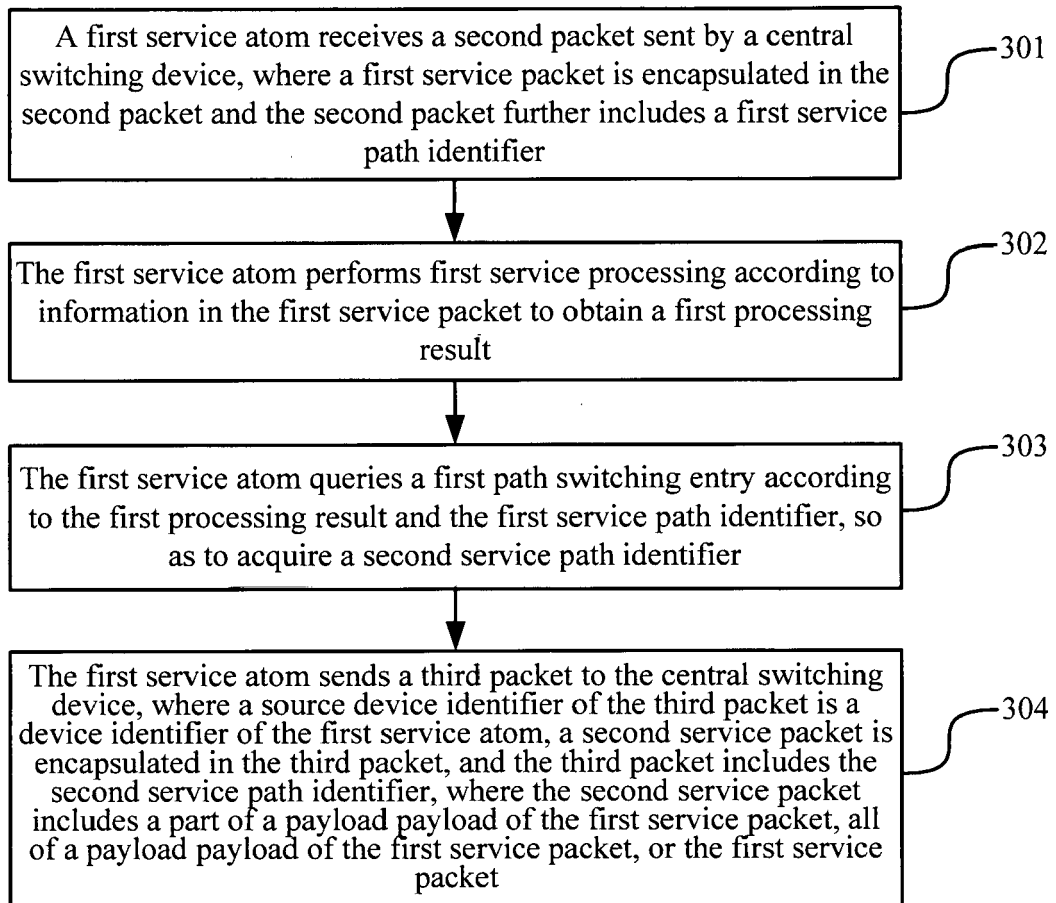 A first service atom receives a second packet sent by a central
switching device, where a first service packet is encapsulated in the
second packet and the second packet further includes a first service
path identifier
301
The first service atom performs first service processing according to
information in the first service packet to obtain a first processing
result
302
The first service atom queries a first path switching entry according
to the first processing result and the first service path identifier, so
as to acquire a second service path identifier
303
The first service atom sends a third packet to the central switching
device, where a source device identifier of the third packet is a
device identifier of the first service atom, a second service packet is
encapsulated in the third packet, and the third packet includes the
second service path identifier, where the second service packet
includes a part of a payload payload of the first service packet, all
of a payload payload of the first service packet, or the first service
packet
304